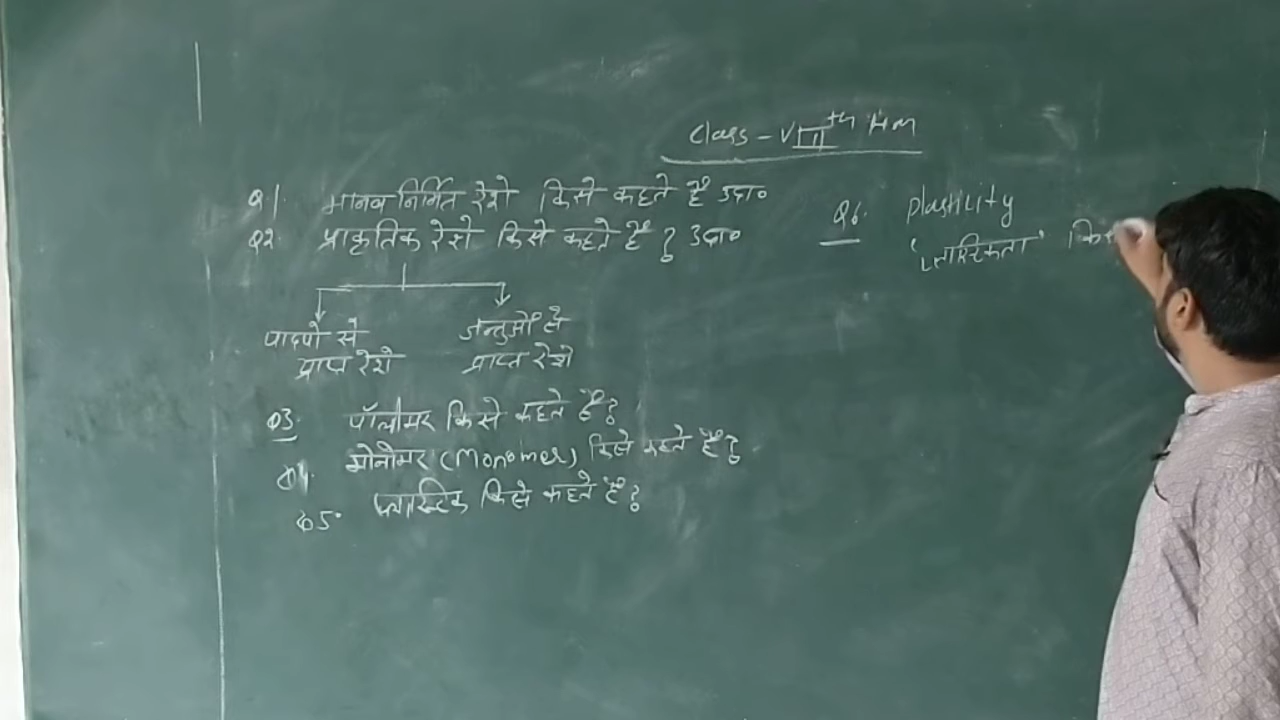 Class - VIIIth Hm
Q1. मानव निर्मित रेशे किसे कहते हैं उदा०
Q2. प्राकृतिक रेशे किसे कहते हैं ? उदा०
पादपो से
प्राप्त रेशे
जन्तुओं से
प्राप्त रेशे
Q3. पॉलीमर किसे कहते हैं ?
Q4. मोनोमर (Monomer) किसे कहते हैं ?
Q5. प्लास्टिक किसे कहते हैं ?
Q6. Plasticity
"प्लास्टिकता"